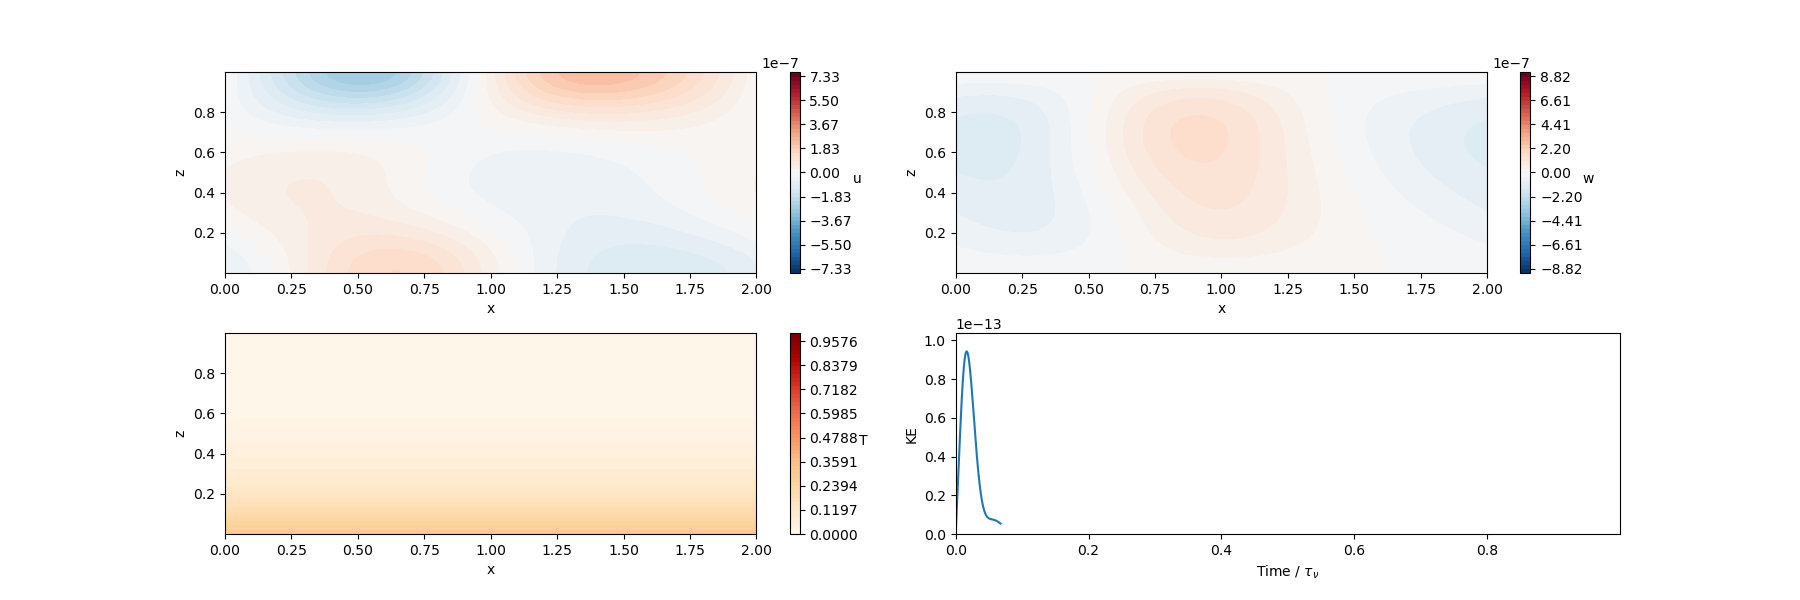 1e−7
z
0.8
0.6
0.4
0.2
0.00 0.25 0.50 0.75 1.00 1.25 1.50 1.75 2.00
x
7.33
5.50
3.67
1.83
0.00
−1.83
−3.67
−5.50
−7.33
u
1e−7
z
0.8
0.6
0.4
0.2
0.00 0.25 0.50 0.75 1.00 1.25 1.50 1.75 2.00
x
8.82
6.61
4.41
2.20
0.00
−2.20
−4.41
−6.61
−8.82
w
z
0.8
0.6
0.4
0.2
0.00 0.25 0.50 0.75 1.00 1.25 1.50 1.75 2.00
x
0.9576
0.8379
0.7182
0.5985
0.4788
0.3591
0.2394
0.1197
0.0000
T
1e−13
KE
1.0
0.8
0.6
0.4
0.2
0.0
0.0 0.2 0.4 0.6 0.8
Time / τν